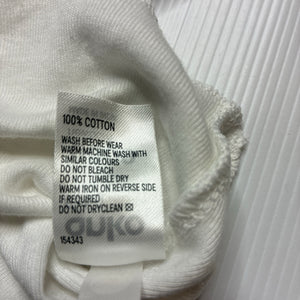 100% COTTON
WASH BEFORE WEAR
WARM MACHINE WASH WITH
SIMILAR COLOURS
DO NOT BLEACH
DO NOT TUMBLE DRY
WARM IRON ON REVERSE SIDE
IF REQUIRED
DO NOT DRYCLEAN ☒
154343